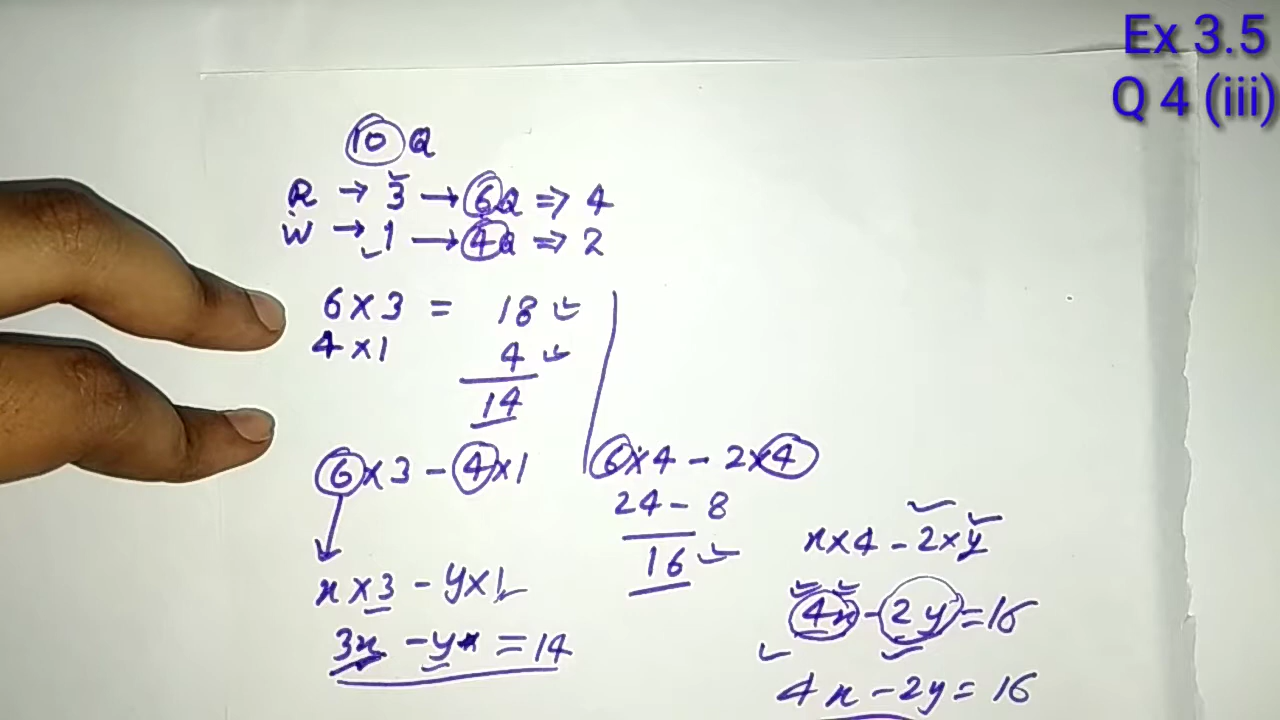 Ex 3.5
Q 4 (iii)
10 Q
R → 3 → 6Q ⇒ 4
W → 1 → 4Q ⇒ 2
6 × 3 = 18
4 × 1 4
14
6 × 3 - 4 × 1
6 × 4 - 2 × 4
24 - 8
16
x × 3 - y × 1
3x - y = 14
x × 4 - 2 × y
4x - 2y = 16
4x - 2y = 16